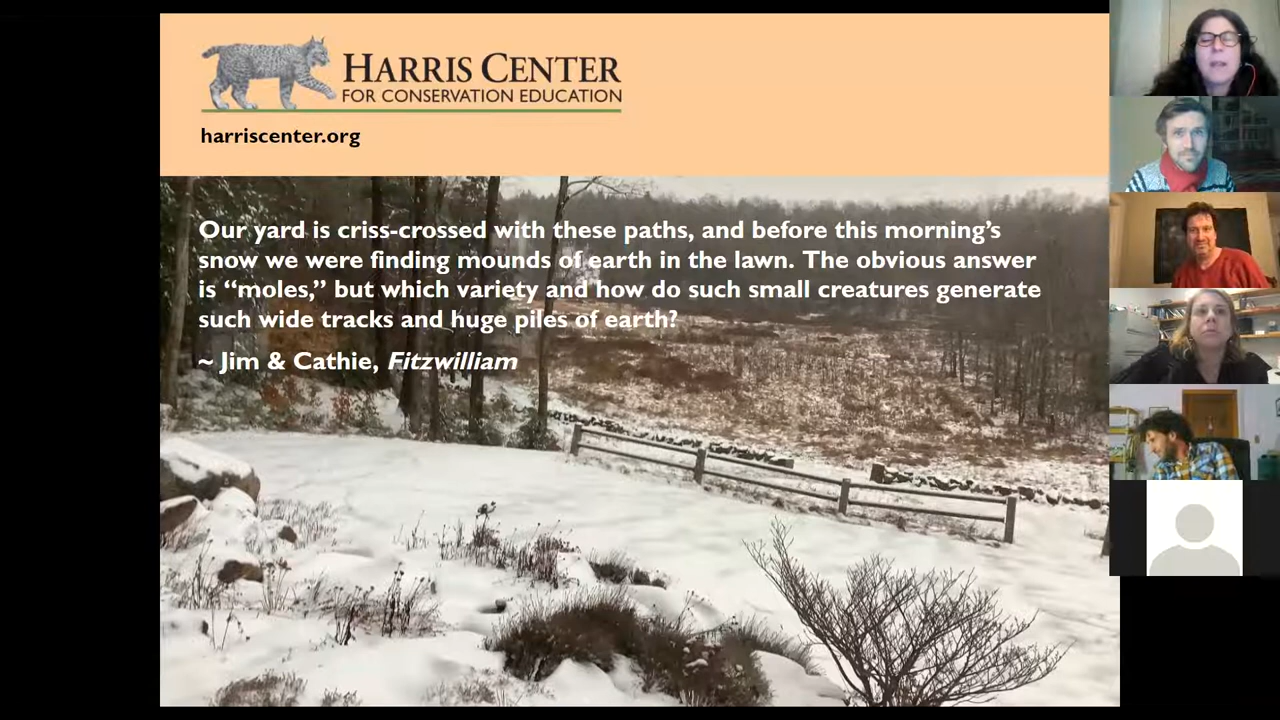 HARRIS CENTER
FOR CONSERVATION EDUCATION
harriscenter.org
Our yard is criss-crossed with these paths, and before this morning’s
snow we were finding mounds of earth in the lawn. The obvious answer
is “moles,” but which variety and how do such small creatures generate
such wide tracks and huge piles of earth?
~ Jim & Cathie, Fitzwilliam